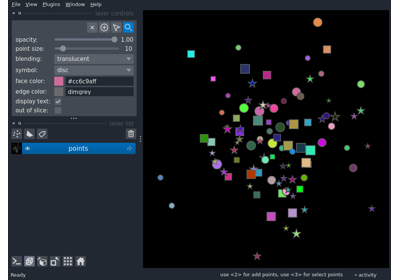 File View Plugins Window Help
layer controls
opacity: 1.00
point size: 10
blending: translucent
symbol: disc
face color: #cc6c9aff
edge color: dimgrey
display text: ✓
out of slice:
layer list
points
Ready use <2> for add points, use <3> for select points activity